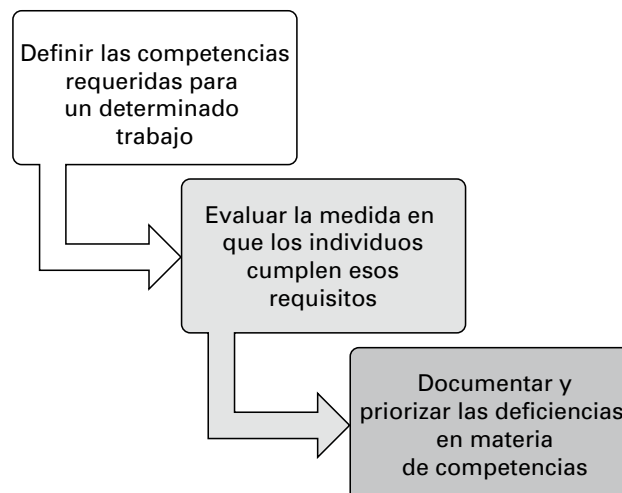 Definir las competencias
requeridas para
un determinado
trabajo
Evaluar la medida en
que los individuos
cumplen esos
requisitos
Documentar y
priorizar las deficiencias
en materia
de competencias